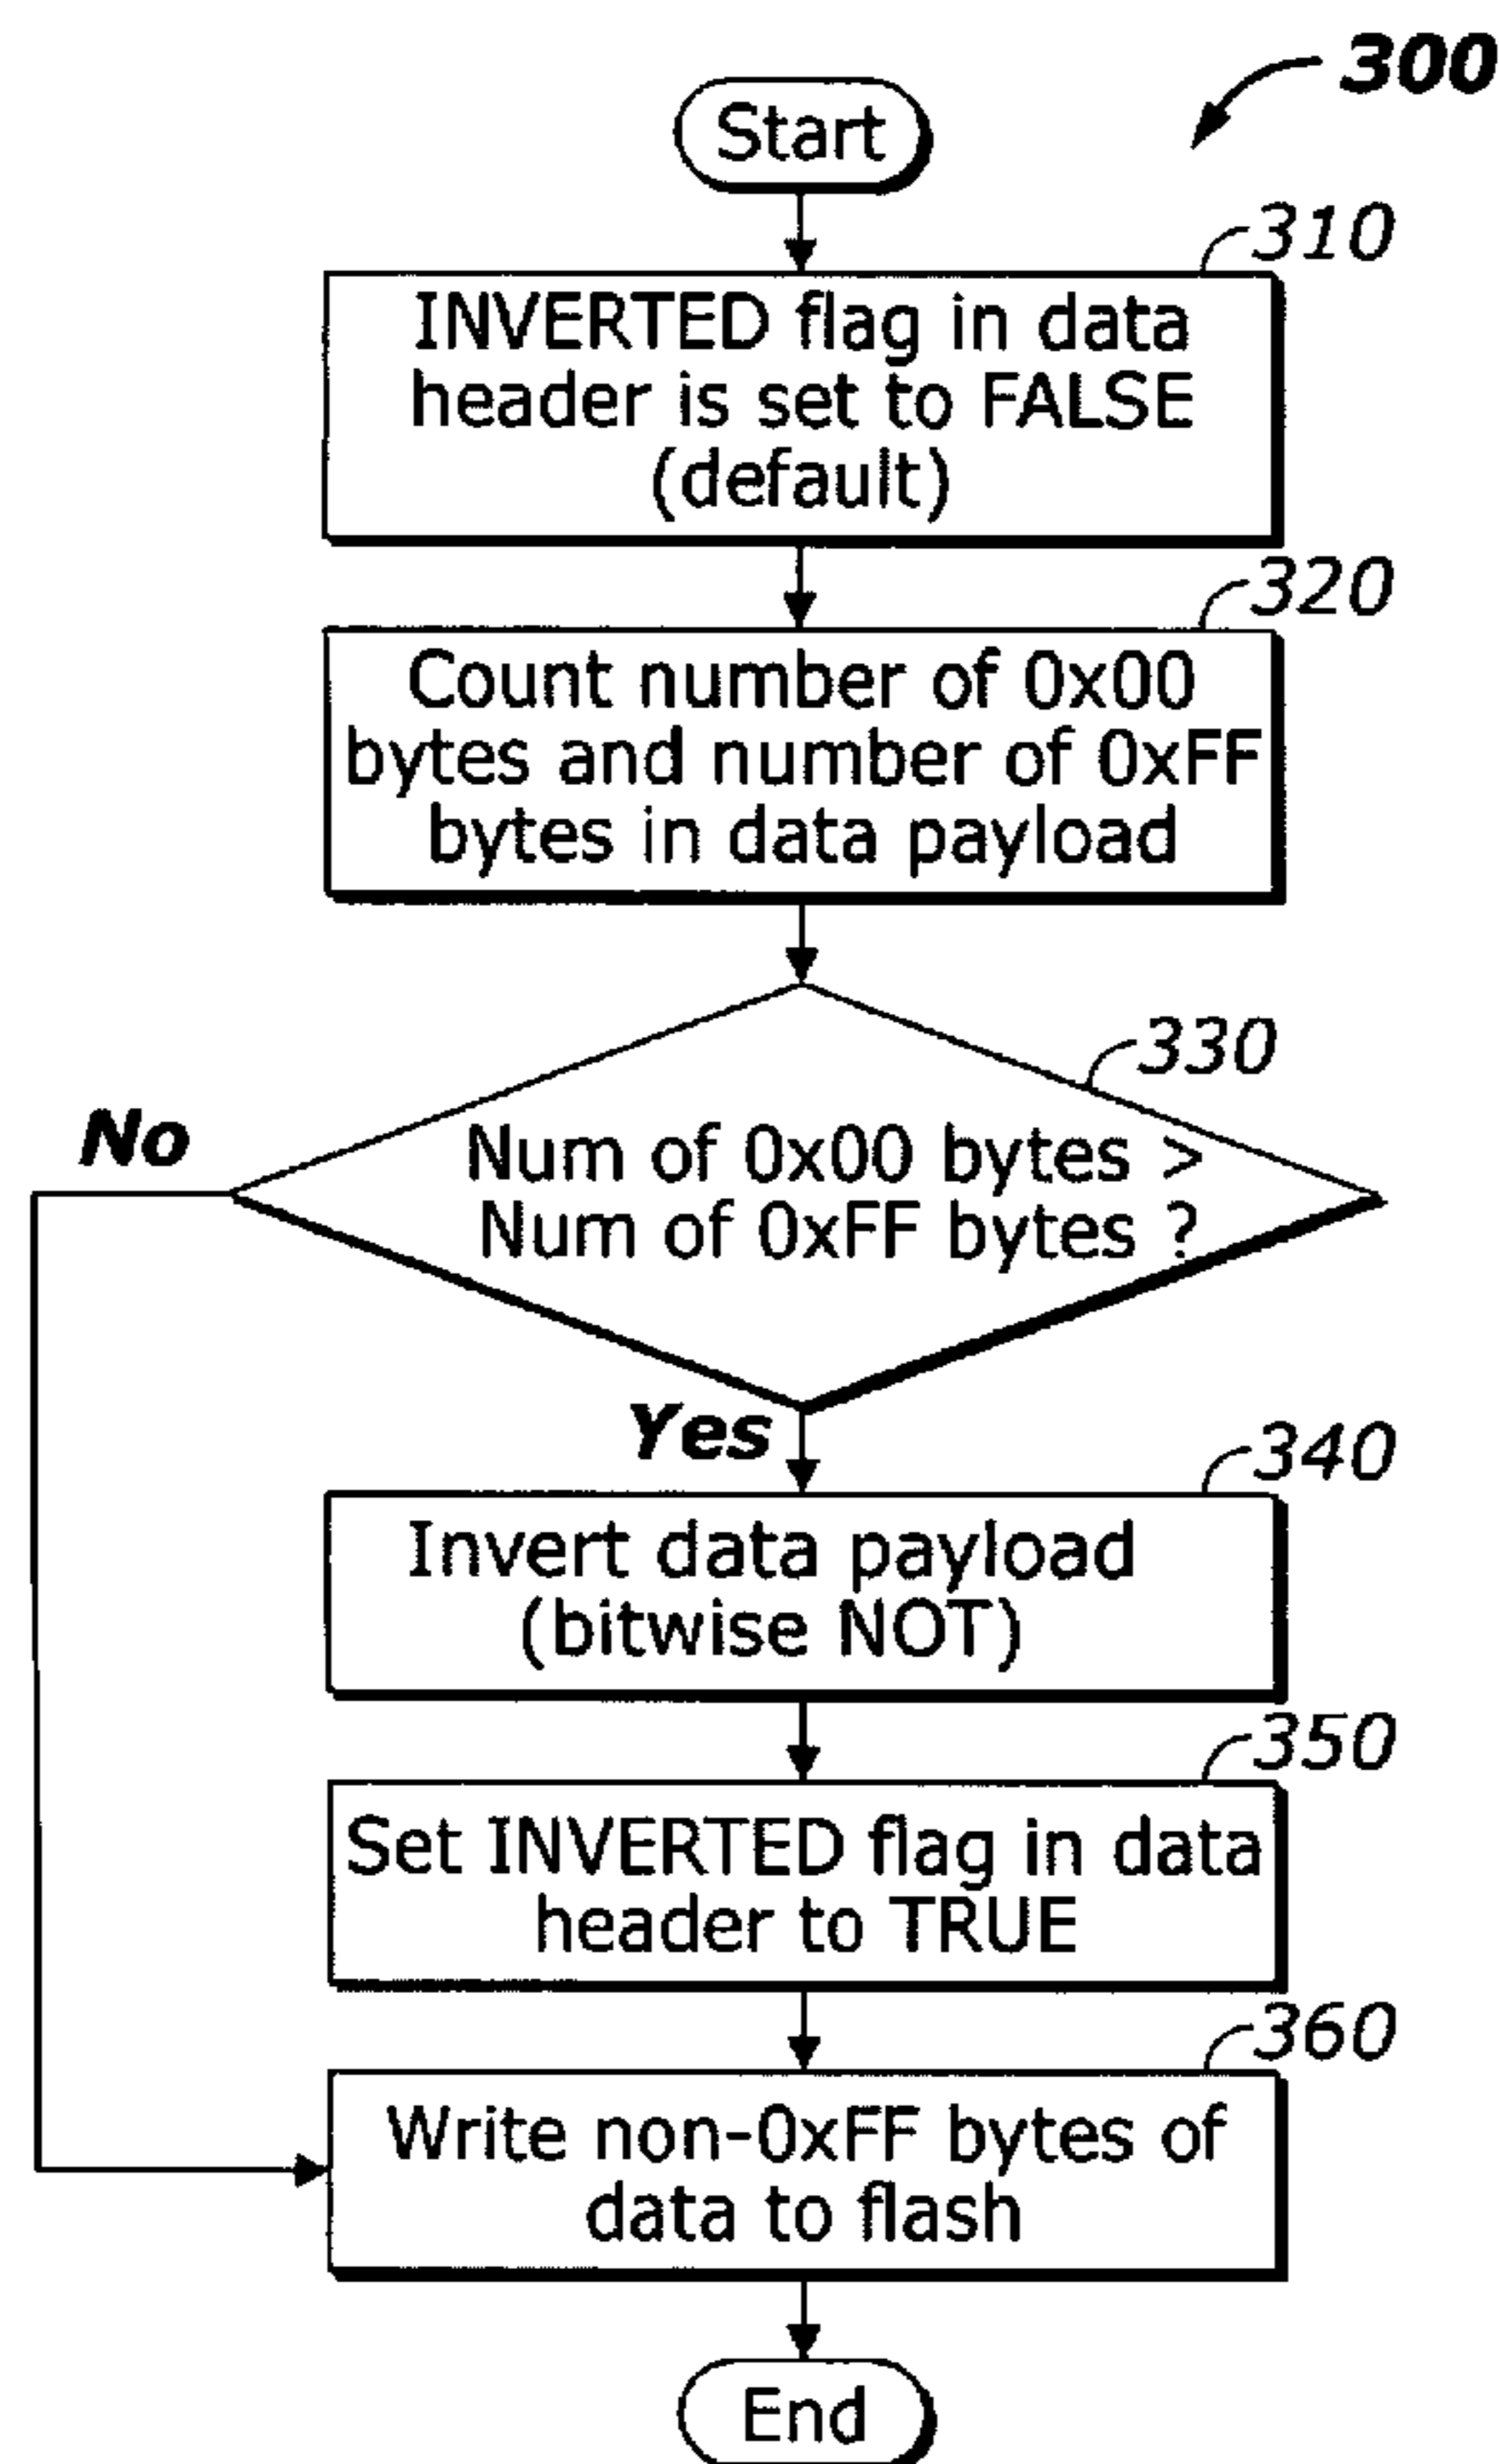 300
Start
310
INVERTED flag in data
header is set to FALSE
(default)
320
Count number of 0x00
bytes and number of 0xFF
bytes in data payload
330
No
Num of 0x00 bytes >
Num of 0xFF bytes ?
Yes
340
Invert data payload
(bitwise NOT)
350
Set INVERTED flag in data
header to TRUE
360
Write non-0xFF bytes of
data to flash
End